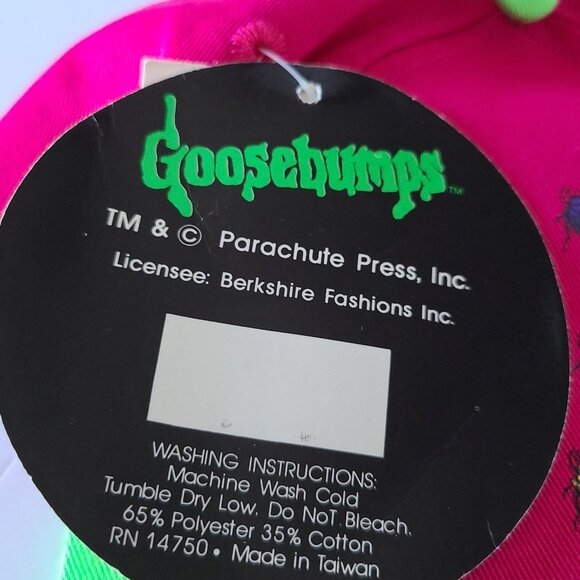 Goosebumps™
TM & © Parachute Press, Inc.
Licensee: Berkshire Fashions Inc.
WASHING INSTRUCTIONS:
Machine Wash Cold
Tumble Dry Low. Do NOT Bleach.
65% Polyester 35% Cotton
RN 14750 • Made in Taiwan